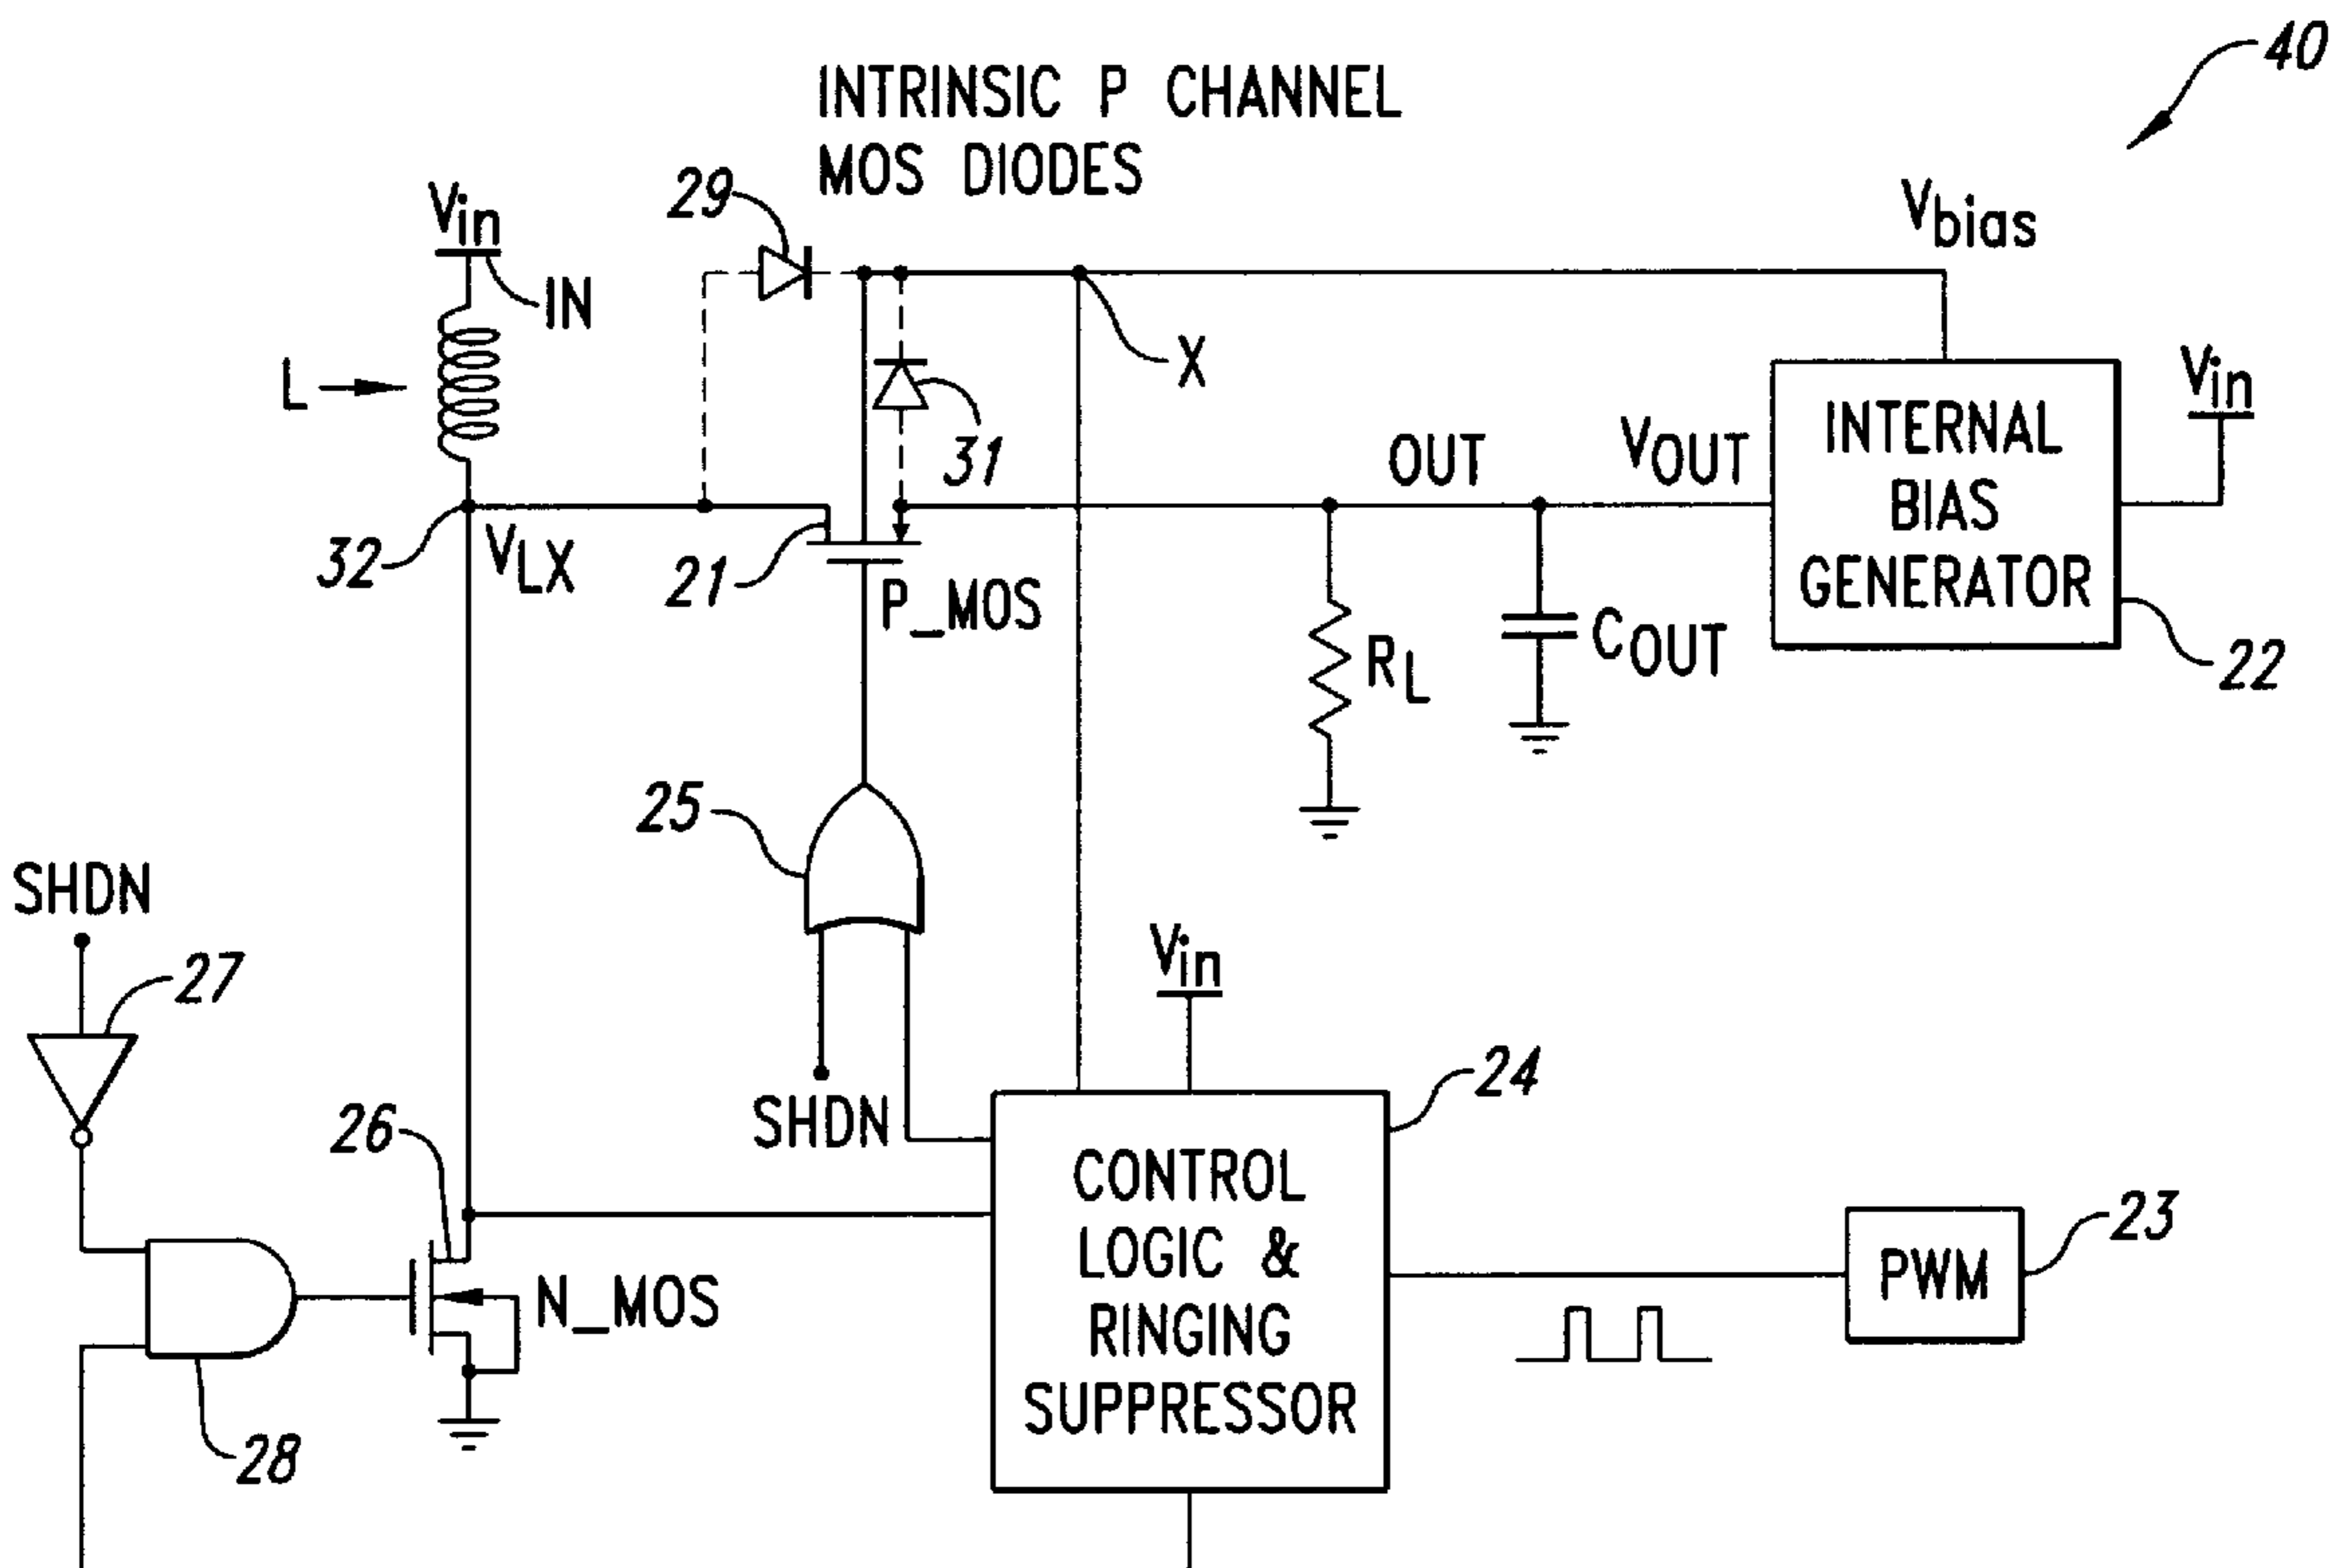 40
INTRINSIC P CHANNEL
MOS DIODES
29
Vin
Vbias
IN
X
Vin
L
31
OUT
VOUT
INTERNAL
BIAS
GENERATOR
32
VLX
21
P_MOS
RL
COUT
22
25
SHDN
27
Vin
SHDN
24
26
CONTROL
LOGIC &
RINGING
SUPPRESSOR
23
PWM
N_MOS
28